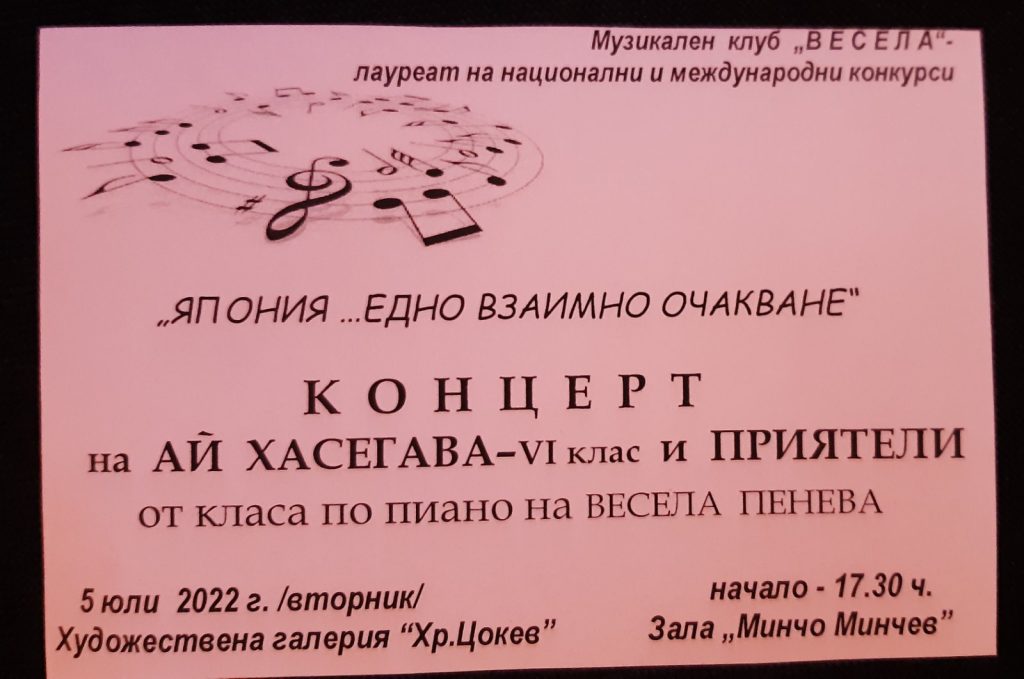 Музикален клуб „В Е С Е Л А“-
лауреат на национални и международни конкурси
„ЯПОНИЯ ...ЕДНО ВЗАИМНО ОЧАКВАНЕ“
К О Н Ц Е Р Т
на АЙ ХАСЕГАВА–VI клас и ПРИЯТЕЛИ
от класа по пиано на ВЕСЕЛА ПЕНЕВА
5 юли 2022 г. /вторник/
Художествена галерия “Хр.Цокев”
начало - 17.30 ч.
Зала „Минчо Минчев”